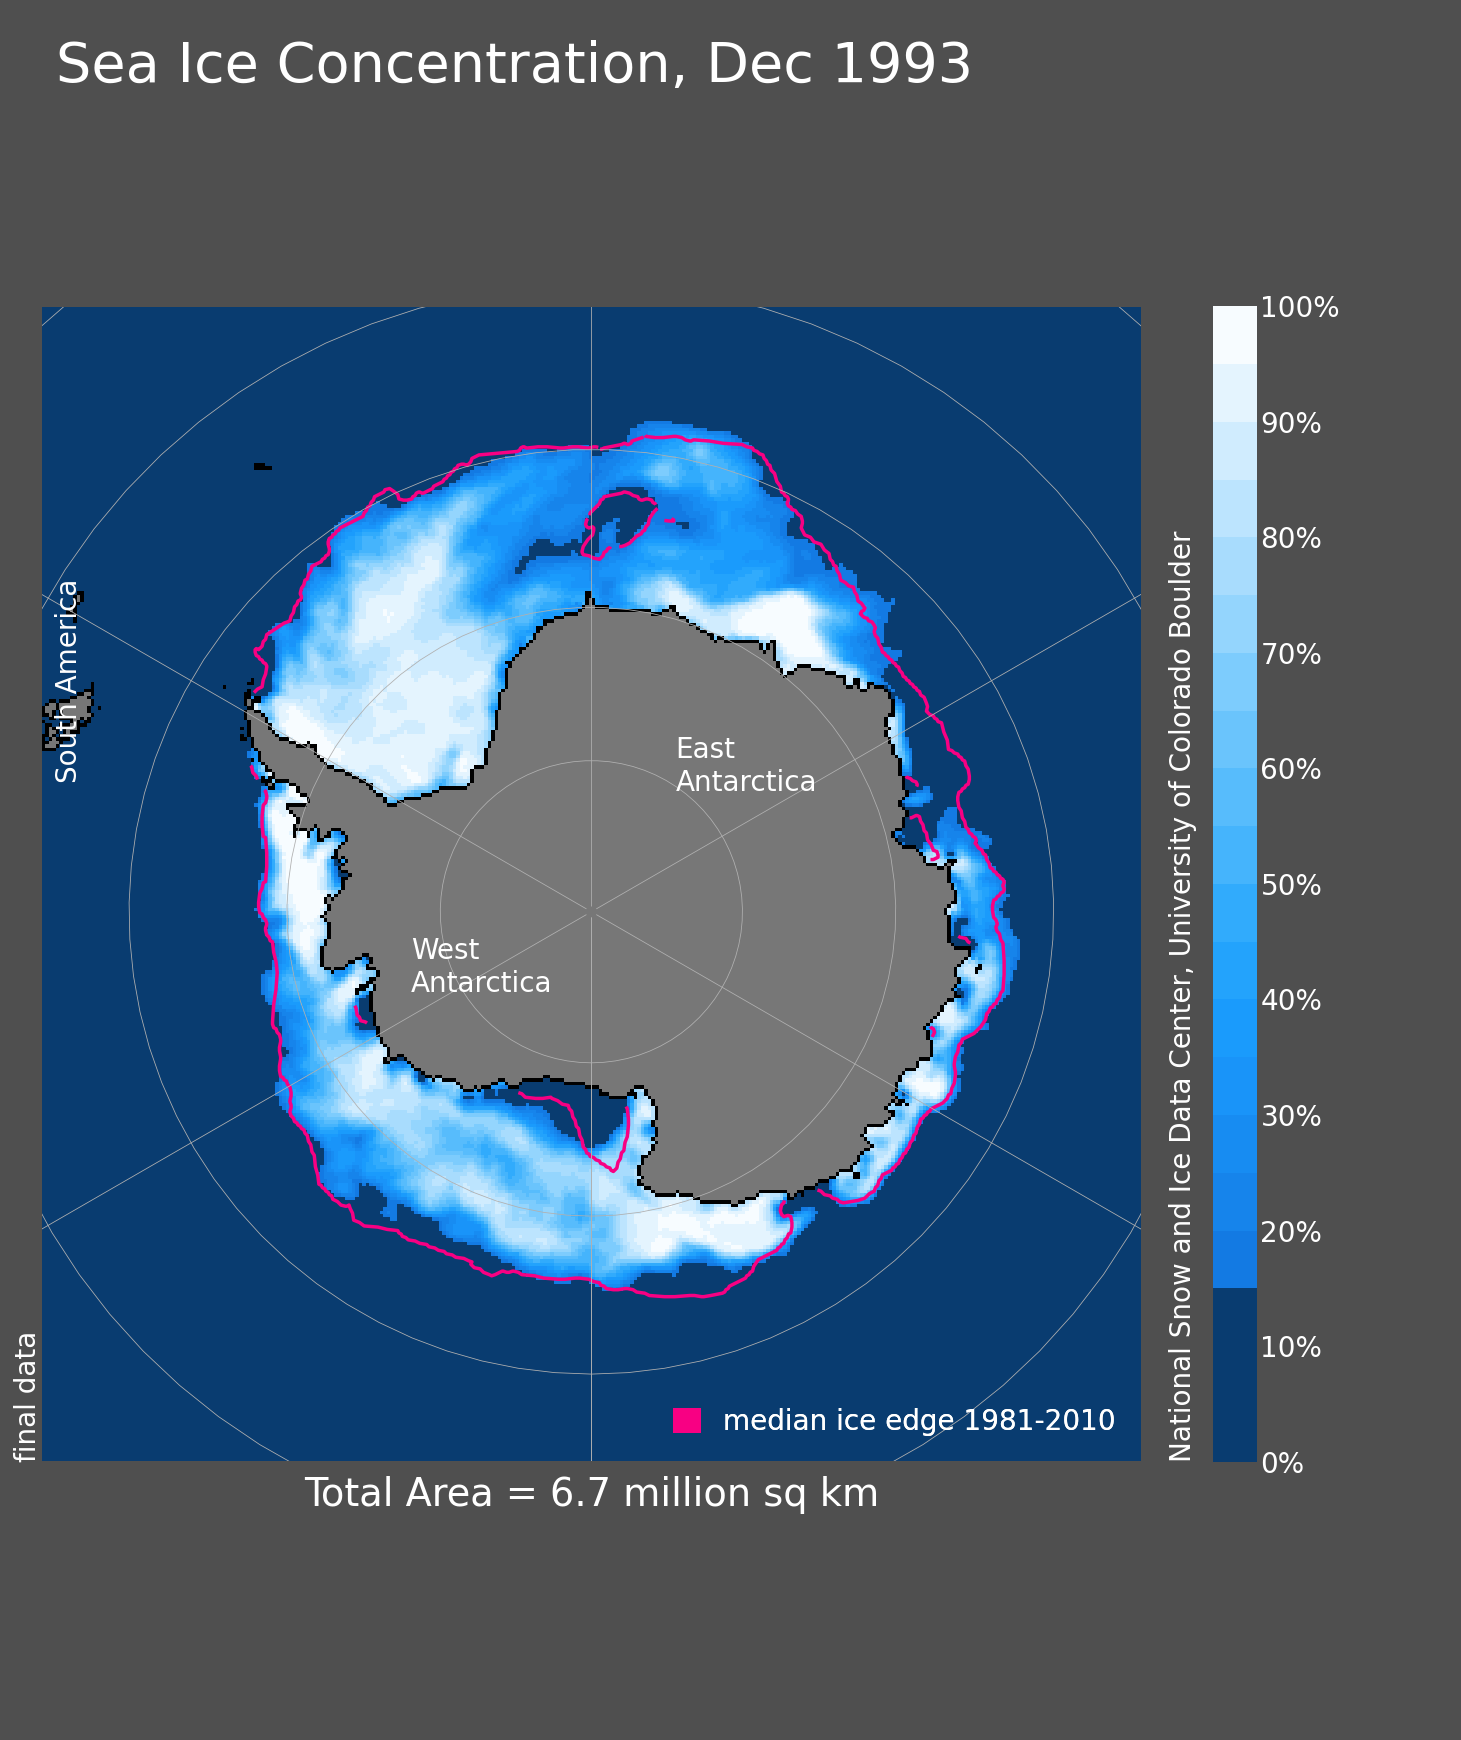 Sea Ice Concentration, Dec 1993
South America
East
Antarctica
West
Antarctica
final data
median ice edge 1981-2010
Total Area = 6.7 million sq km
National Snow and Ice Data Center, University of Colorado Boulder
100%
90%
80%
70%
60%
50%
40%
30%
20%
10%
0%